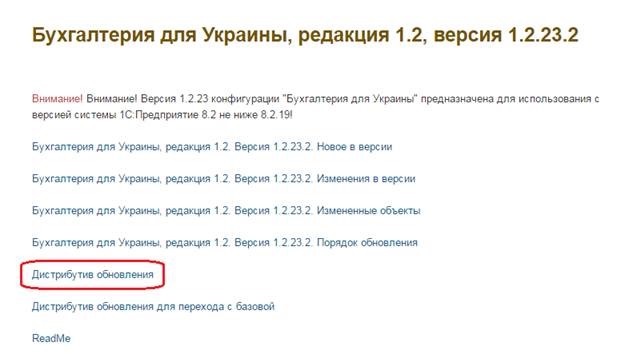 Бухгалтерия для Украины, редакция 1.2, версия 1.2.23.2
Внимание! Внимание! Версия 1.2.23 конфигурации "Бухгалтерия для Украины" предназначена для использования с
версией системы 1С:Предприятие 8.2 не ниже 8.2.19!
Бухгалтерия для Украины, редакция 1.2. Версия 1.2.23.2. Новое в версии
Бухгалтерия для Украины, редакция 1.2. Версия 1.2.23.2. Изменения в версии
Бухгалтерия для Украины, редакция 1.2. Версия 1.2.23.2. Измененные объекты
Бухгалтерия для Украины, редакция 1.2. Версия 1.2.23.2. Порядок обновления
Дистрибутив обновления
Дистрибутив обновления для перехода с базовой
ReadMe